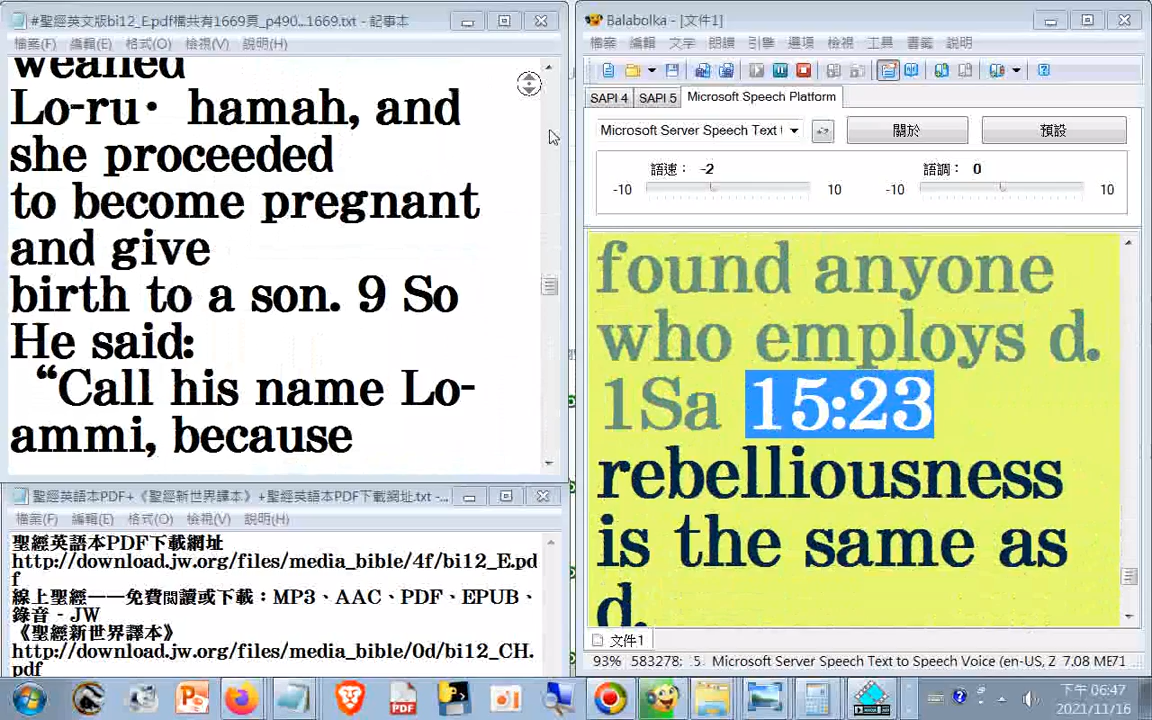 #聖經英文版bi12_E.pdf檔共有1669頁_p490...1669.txt - 記事本
檔案(F) 編輯(E) 格式(O) 檢視(V) 說明(H)
weaned
Lo-ru· hamah, and
she proceeded
to become pregnant
and give
birth to a son. 9 So
He said:
“Call his name Lo-
ammi, because
聖經英語本PDF+《聖經新世界譯本》+聖經英語本PDF下載網址.txt - ...
檔案(F) 編輯(E) 格式(O) 檢視(V) 說明(H)
聖經英語本PDF下載網址
http://download.jw.org/files/media_bible/4f/bi12_E.pd
f
線上聖經——免費閱讀或下載：MP3、AAC、PDF、EPUB、
錄音 - JW
《聖經新世界譯本》
http://download.jw.org/files/media_bible/0d/bi12_CH.
pdf
Balabolka - [文件1]
檔案 編輯 文字 朗讀 引擎 選項 檢視 工具 書籤 說明
SAPI 4 SAPI 5 Microsoft Speech Platform
Microsoft Server Speech Text 關於 預設
語速： -2 語調： 0
-10 10 -10 10
found anyone
who employs d.
1Sa 15:23
rebelliousness
is the same as
d.
文件1
93% 583278; 5 Microsoft Server Speech Text to Speech Voice (en-US, Z 7.08 ME71
PDF
下午 06:47
2021/11/16